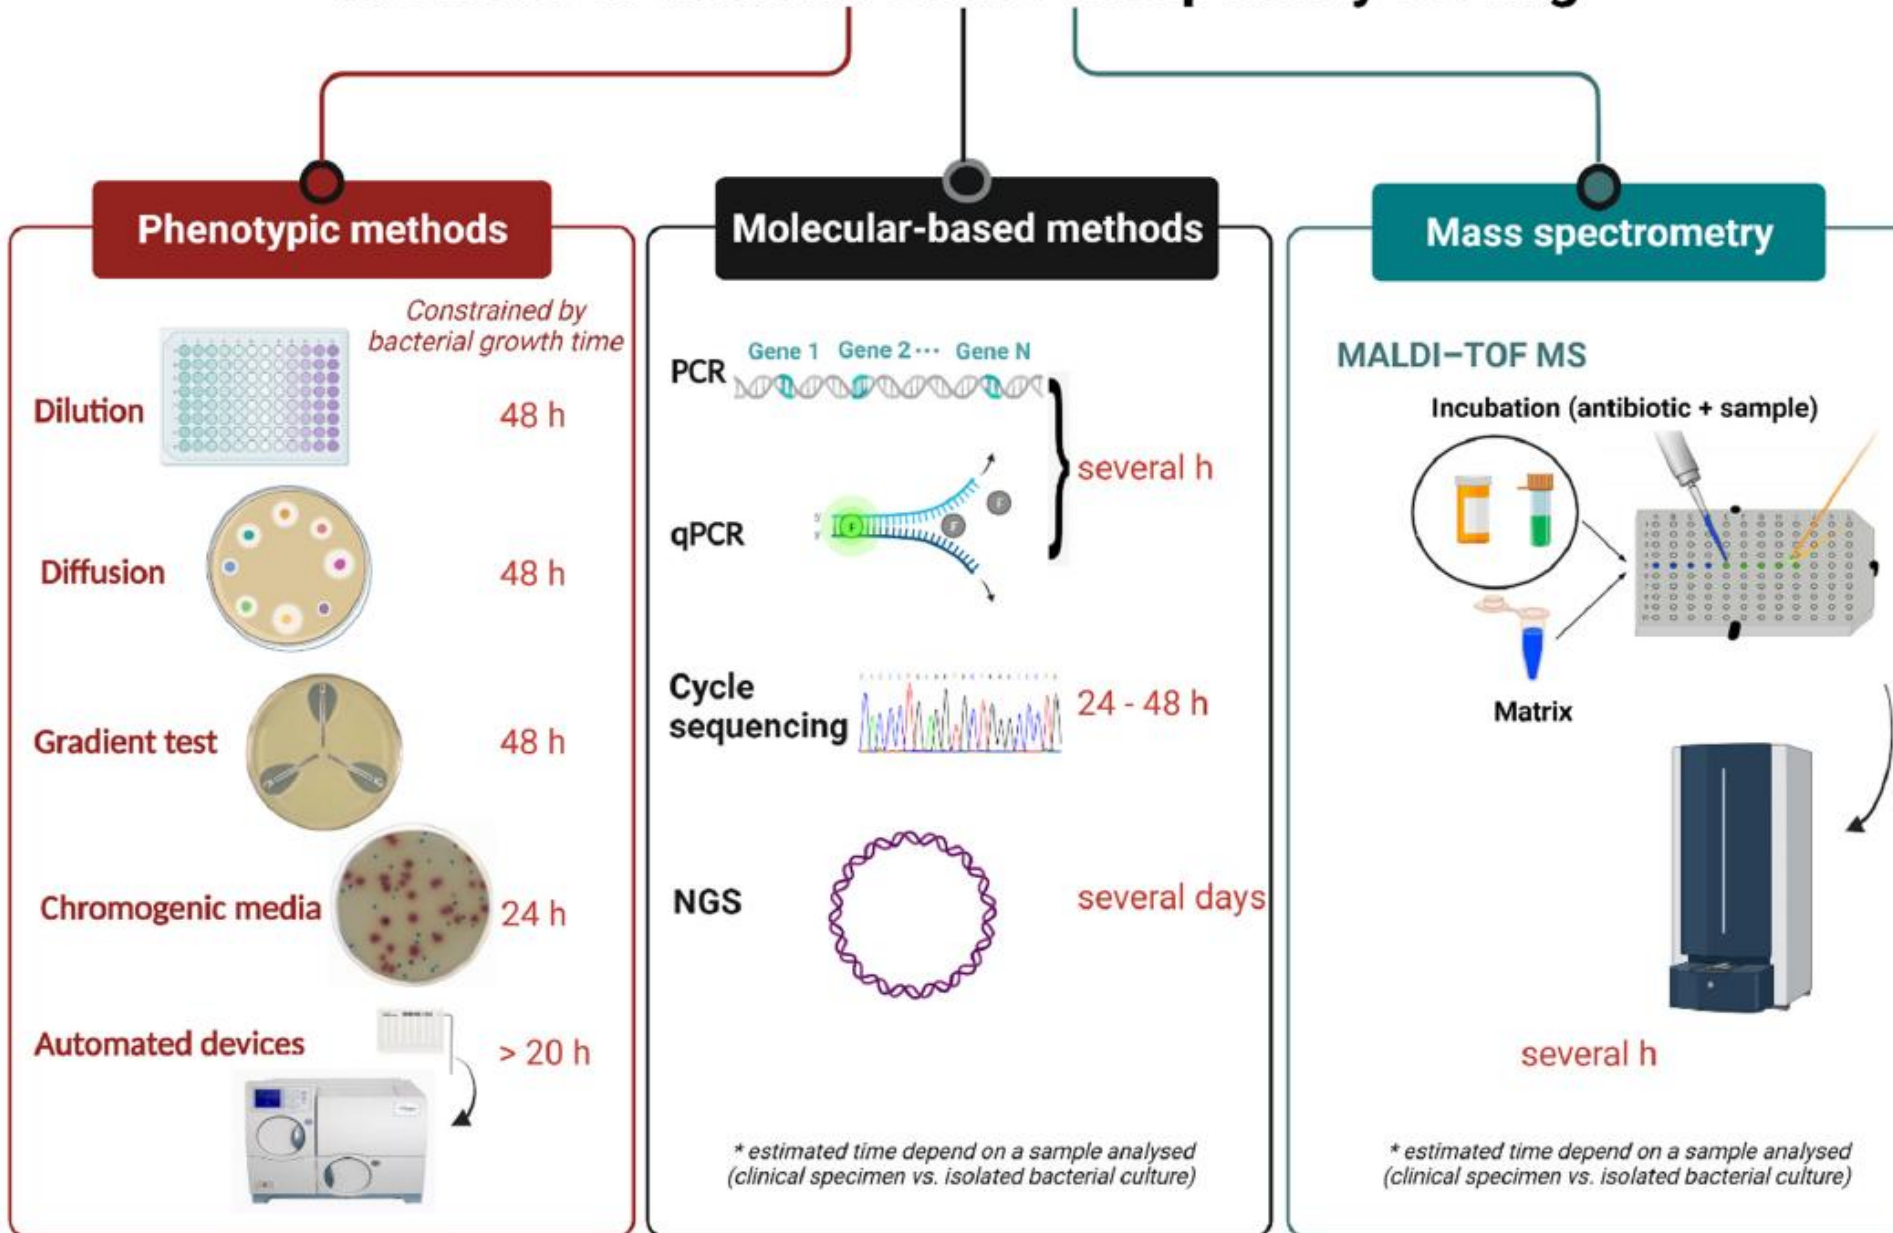 Phenotypic methods
Constrained by
bacterial growth time
Dilution
48 h
Diffusion
48 h
Gradient test
48 h
Chromogenic media
24 h
Automated devices
> 20 h
Molecular-based methods
PCR
Gene 1 Gene 2 ··· Gene N
several h
qPCR
5'
3'
F
F
F
Cycle
sequencing
24 - 48 h
NGS
several days
* estimated time depend on a sample analysed
(clinical specimen vs. isolated bacterial culture)
Mass spectrometry
MALDI–TOF MS
Incubation (antibiotic + sample)
Matrix
several h
* estimated time depend on a sample analysed
(clinical specimen vs. isolated bacterial culture)